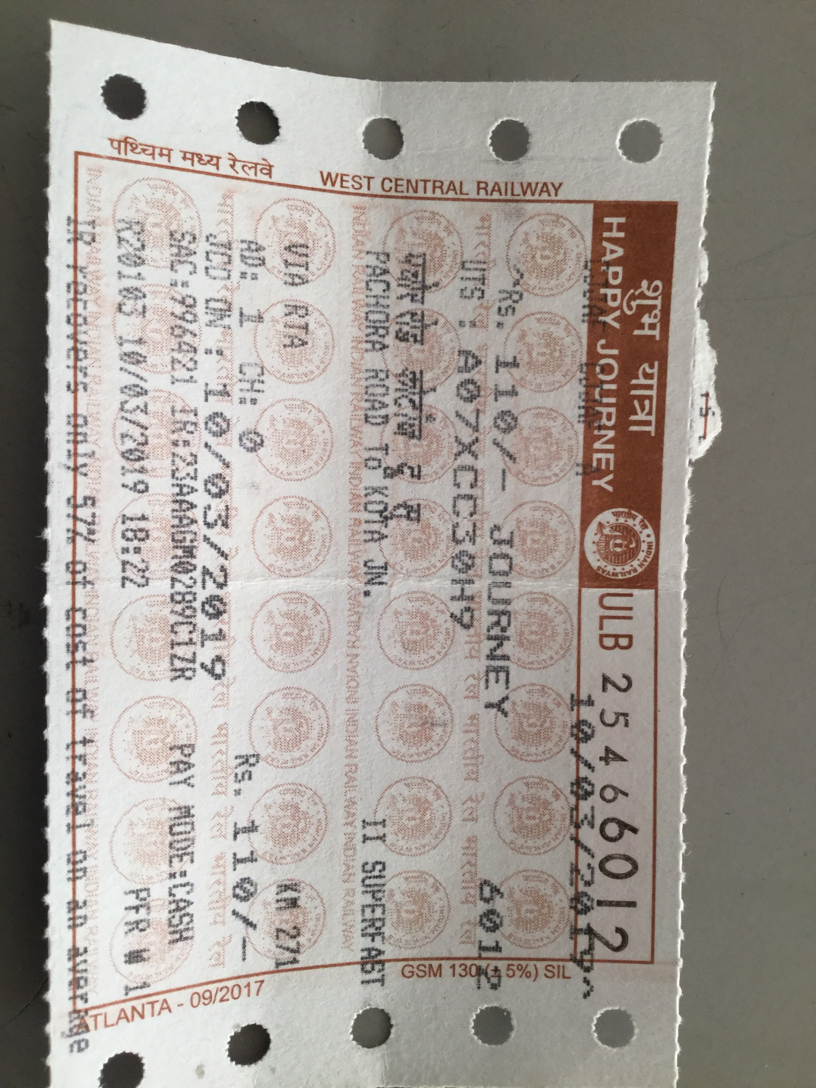 पश्चिम मध्य रेलवे
WEST CENTRAL RAILWAY
शुभ यात्रा
HAPPY JOURNEY
ULB 25466012
10/03/2019
~Rs. 110/- JOURNEY
UTS : A07XCC30H9 6012
PACHORA ROAD TO KOTA JN. II SUPERFAST
VIA RTA KM 271
AD: 1 CH: 0 Rs. 110/-
JCO ON : 10/03/2019
SAC:996421 IR:23AAAGM0289C1ZR PAY MODE:CASH
R20103 10/03/2019 18:22 PFR W 1
IR recovers only 57% of cost of travel on an average
GSM 130 (± 5%) SIL
ATLANTA - 09/2017